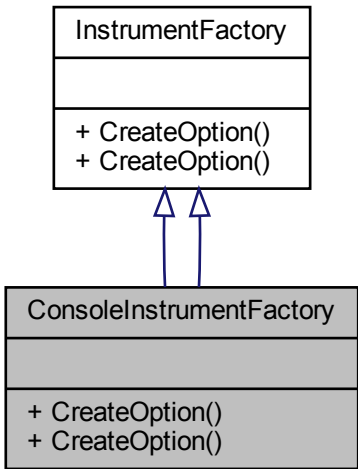 InstrumentFactory
+ CreateOption()
+ CreateOption()
ConsoleInstrumentFactory
+ CreateOption()
+ CreateOption()